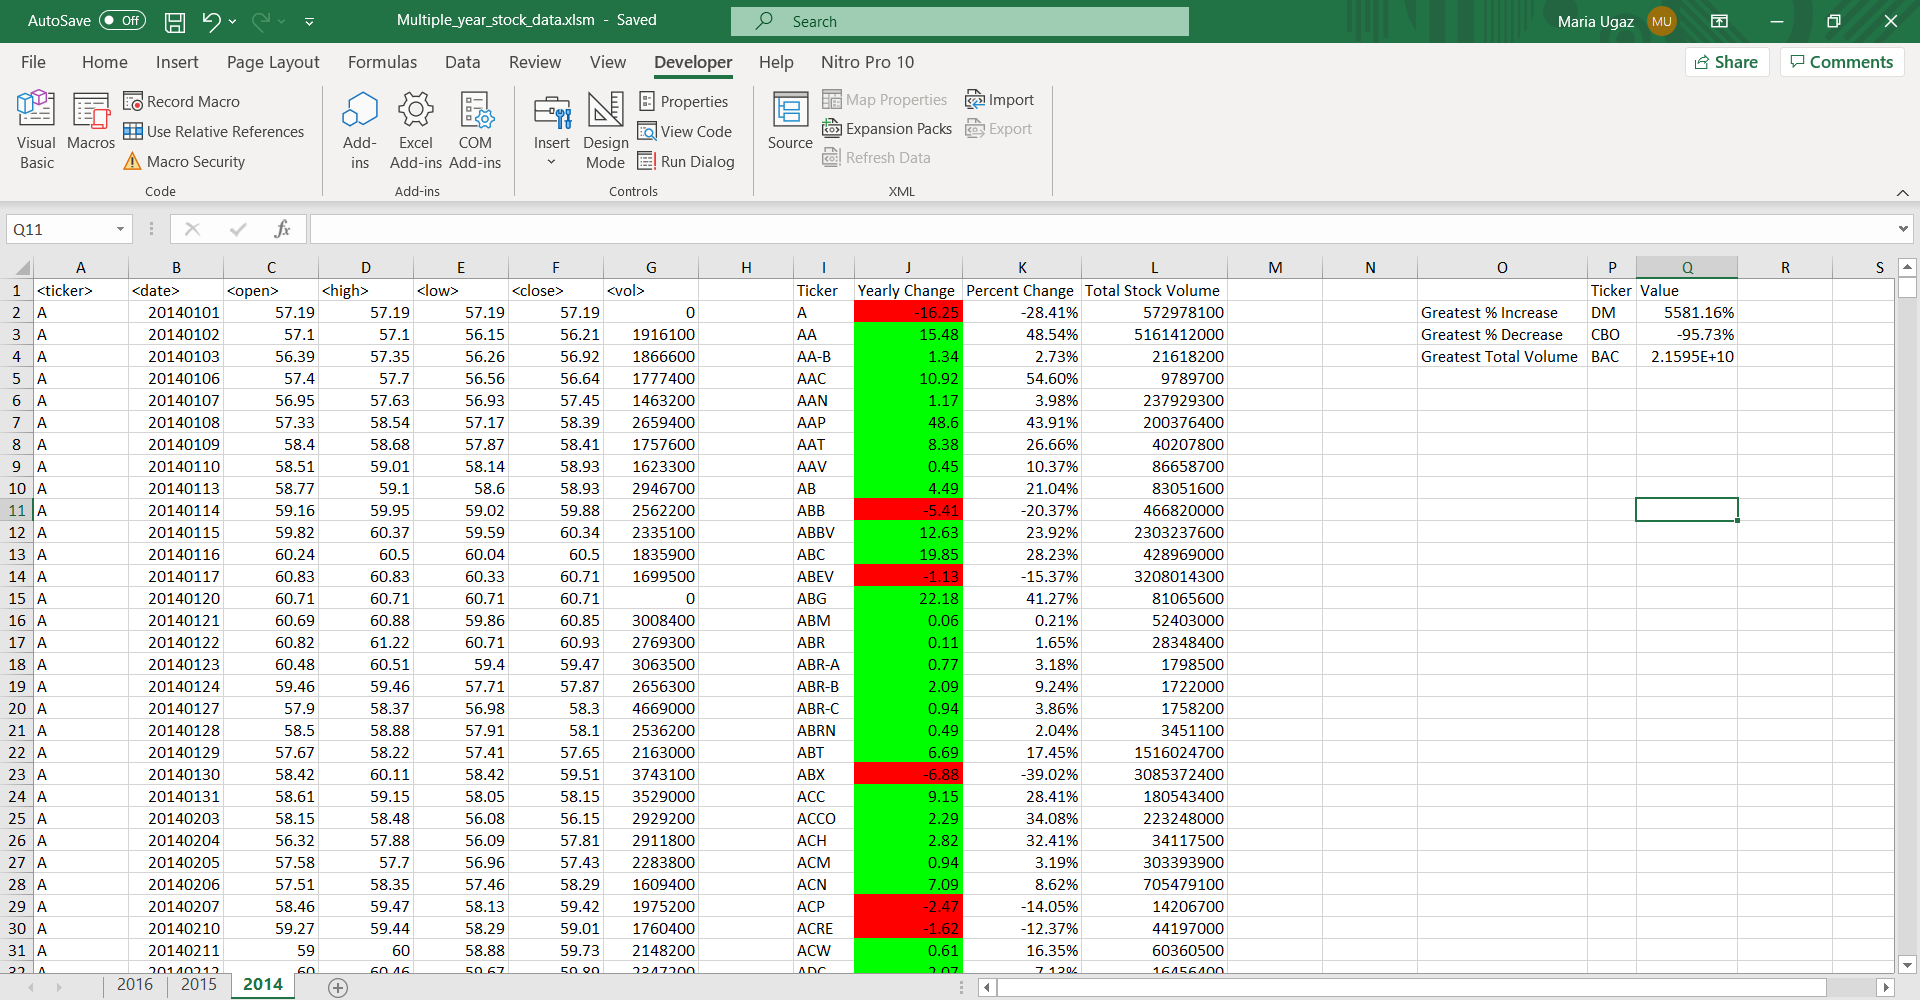 AutoSave Off Multiple_year_stock_data.xlsm - Saved Search Maria Ugaz MU
File Home Insert Page Layout Formulas Data Review View Developer Help Nitro Pro 10 Share Comments
Visual Basic
Macros
Record Macro
Use Relative References
Macro Security
Code
Add-ins
Excel Add-ins
COM Add-ins
Add-ins
Insert
Design Mode
Properties
View Code
Run Dialog
Controls
Source
Map Properties
Expansion Packs
Refresh Data
Import
Export
XML
Q11 fx
A B C D E F G H I J K L M N O P Q R S
1 <ticker> <date> <open> <high> <low> <close> <vol> Ticker Yearly Change Percent Change Total Stock Volume Ticker Value
2 A 20140101 57.19 57.19 57.19 57.19 0 A -16.25 -28.41% 572978100 Greatest % Increase DM 5581.16%
3 A 20140102 57.1 57.1 56.15 56.21 1916100 AA 15.48 48.54% 5161412000 Greatest % Decrease CBO -95.73%
4 A 20140103 56.39 57.35 56.26 56.92 1866600 AA-B 1.34 2.73% 21618200 Greatest Total Volume BAC 2.1595E+10
5 A 20140106 57.4 57.7 56.56 56.64 1777400 AAC 10.92 54.60% 9789700
6 A 20140107 56.95 57.63 56.93 57.45 1463200 AAN 1.17 3.98% 237929300
7 A 20140108 57.33 58.54 57.17 58.39 2659400 AAP 48.6 43.91% 200376400
8 A 20140109 58.4 58.68 57.87 58.41 1757600 AAT 8.38 26.66% 40207800
9 A 20140110 58.51 59.01 58.14 58.93 1623300 AAV 0.45 10.37% 86658700
10 A 20140113 58.77 59.1 58.6 58.93 2946700 AB 4.49 21.04% 83051600
11 A 20140114 59.16 59.95 59.02 59.88 2562200 ABB -5.41 -20.37% 466820000
12 A 20140115 59.82 60.37 59.59 60.34 2335100 ABBV 12.63 23.92% 2303237600
13 A 20140116 60.24 60.5 60.04 60.5 1835900 ABC 19.85 28.23% 428969000
14 A 20140117 60.83 60.83 60.33 60.71 1699500 ABEV -1.13 -15.37% 3208014300
15 A 20140120 60.71 60.71 60.71 60.71 0 ABG 22.18 41.27% 81065600
16 A 20140121 60.69 60.88 59.86 60.85 3008400 ABM 0.06 0.21% 52403000
17 A 20140122 60.82 61.22 60.71 60.93 2769300 ABR 0.11 1.65% 28348400
18 A 20140123 60.48 60.51 59.4 59.47 3063500 ABR-A 0.77 3.18% 1798500
19 A 20140124 59.46 59.46 57.71 57.87 2656300 ABR-B 2.09 9.24% 1722000
20 A 20140127 57.9 58.37 56.98 58.3 4669000 ABR-C 0.94 3.86% 1758200
21 A 20140128 58.5 58.88 57.91 58.1 2536200 ABRN 0.49 2.04% 3451100
22 A 20140129 57.67 58.22 57.41 57.65 2163000 ABT 6.69 17.45% 1516024700
23 A 20140130 58.42 60.11 58.42 59.51 3743100 ABX -6.88 -39.02% 3085372400
24 A 20140131 58.61 59.15 58.05 58.15 3529000 ACC 9.15 28.41% 180543400
25 A 20140203 58.15 58.48 56.08 56.15 2929200 ACCO 2.29 34.08% 223248000
26 A 20140204 56.32 57.88 56.09 57.81 2911800 ACH 2.82 32.41% 34117500
27 A 20140205 57.58 57.7 56.96 57.43 2283800 ACM 0.94 3.19% 303393900
28 A 20140206 57.51 58.35 57.46 58.29 1609400 ACN 7.09 8.62% 705479100
29 A 20140207 58.46 59.47 58.13 59.42 1975200 ACP -2.47 -14.05% 14206700
30 A 20140210 59.27 59.44 58.29 59.01 1760400 ACRE -1.62 -12.37% 44197000
31 A 20140211 59 60 58.88 59.73 2148200 ACW 0.61 16.35% 60360500
32 A 20140212 60 60.46 59.67 59.89 2347200 ADC 2.07 7.13% 16456400
2016 2015 2014